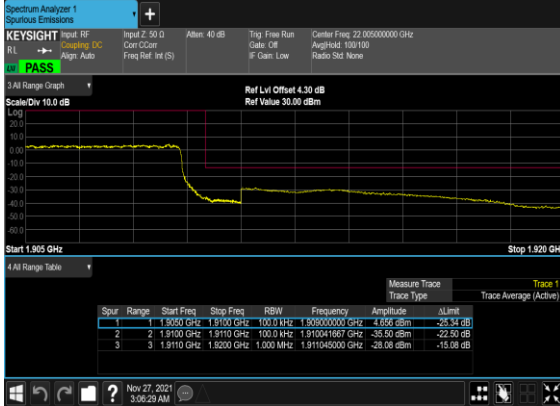 Spectrum Analyzer 1
Spurious Emissions
+
KEYSIGHT Input: RF Input Z: 50 Ω Atten: 40 dB Trig: Free Run Center Freq: 22.005000000 GHz
RL Coupling: DC Corr CCorr Gate: Off Avg|Hold: 100/100
Align: Auto Freq Ref: Int (S) IF Gain: Low Radio Std: None
PASS
3 All Range Graph Ref Lvl Offset 4.30 dB
Scale/Div 10.0 dB Ref Value 30.00 dBm
Log
20.0
10.0
0.00
-10.0
-20.0
-30.0
-40.0
-50.0
-60.0
Start 1.905 GHz Stop 1.920 GH
4 All Range Table
Measure Trace Trace 1
Trace Type Trace Average (Active)
Spur Range Start Freq Stop Freq RBW Frequency Amplitude ΔLimit
1 1 1.9050 GHz 1.9100 GHz 100.0 kHz 1.909000000 GHz 4.656 dBm -25.34 dB
2 2 1.9100 GHz 1.9110 GHz 100.0 kHz 1.910041667 GHz -35.50 dBm -22.50 dB
3 3 1.9110 GHz 1.9200 GHz 1.000 MHz 1.911045000 GHz -28.08 dBm -15.08 dB
? Nov 27, 2021
3:06:29 AM